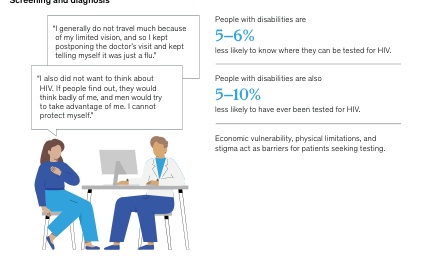 Screening and diagnosis
"I generally do not travel much because
of my limited vision, and so I kept
postponing the doctor's visit and kept
telling myself it was just a flu."
"I also did not want to think about
HIV. If people find out, they would
think badly of me, and men would try
to take advantage of me. I cannot
protect myself."
People with disabilities are
5–6%
less likely to know where they can be tested for HIV.
People with disabilities are also
5–10%
less likely to have ever been tested for HIV.
Economic vulnerability, physical limitations, and
stigma act as barriers for patients seeking testing.